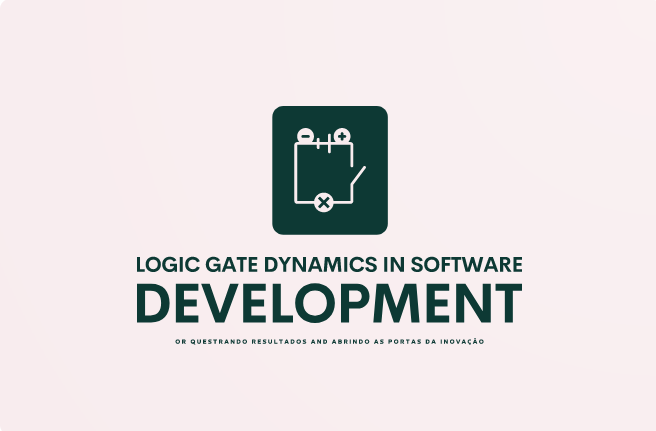 LOGIC GATE DYNAMICS IN SOFTWARE
DEVELOPMENT
OR QUESTRANDO RESULTADOS AND ABRINDO AS PORTAS DA INOVAÇÃO